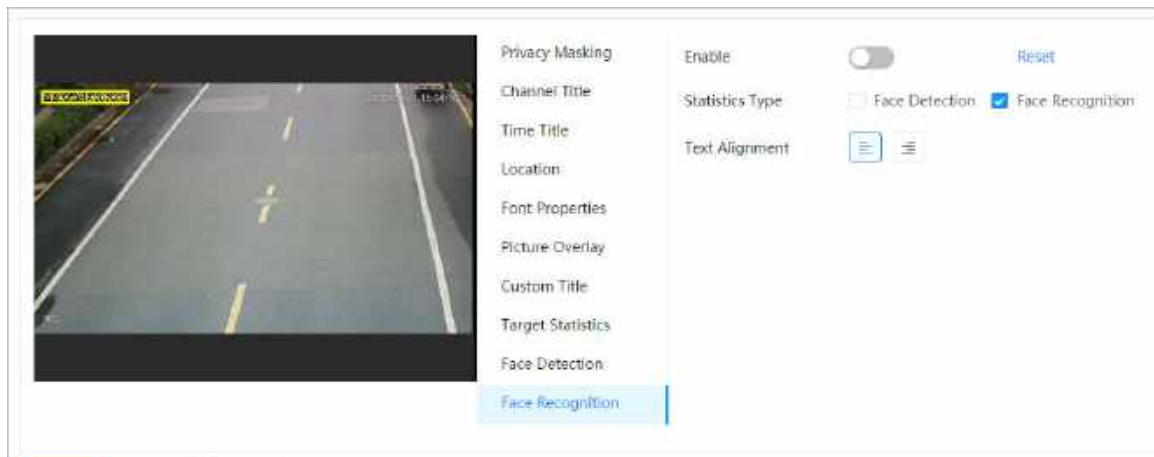 Privacy Masking
Channel Title
Time Title
Location
Font Properties
Picture Overlay
Custom Title
Target Statistics
Face Detection
Face Recognition
Enable
Reset
Statistics Type
Face Detection
Face Recognition
Text Alignment